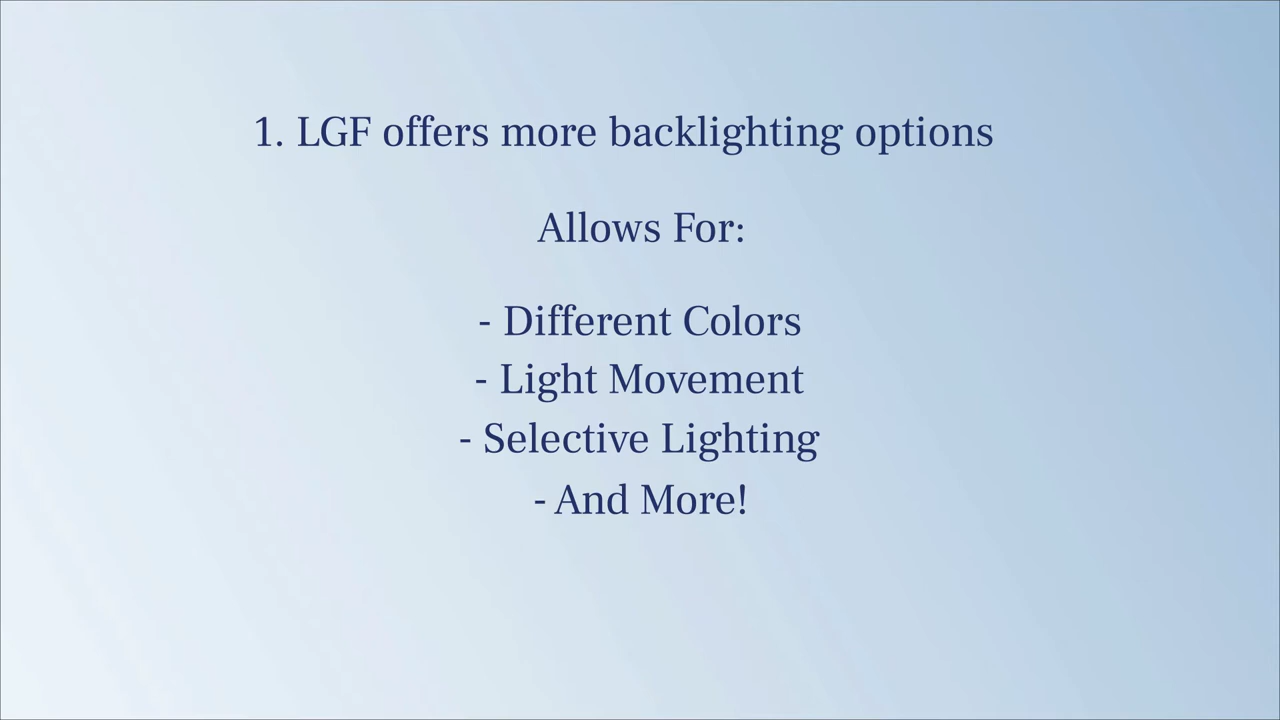 1. LGF offers more backlighting options
Allows For:
- Different Colors
- Light Movement
- Selective Lighting
- And More!